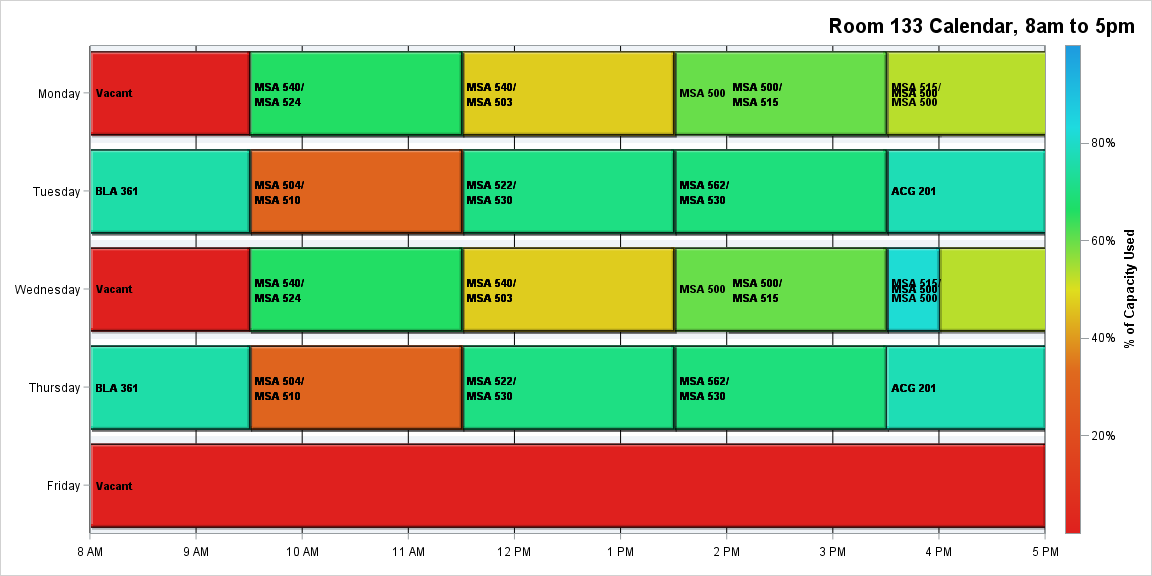 Room 133 Calendar, 8am to 5pm
Monday
Vacant
MSA 540/
MSA 524
MSA 540/
MSA 503
MSA 500
MSA 500/
MSA 515
MSA 515/
MSA 500
MSA 500
Tuesday
BLA 361
MSA 504/
MSA 510
MSA 522/
MSA 530
MSA 562/
MSA 530
ACG 201
Wednesday
Vacant
MSA 540/
MSA 524
MSA 540/
MSA 503
MSA 500
MSA 500/
MSA 515
MSA 515/
MSA 500
MSA 500
Thursday
BLA 361
MSA 504/
MSA 510
MSA 522/
MSA 530
MSA 562/
MSA 530
ACG 201
Friday
Vacant
8 AM
9 AM
10 AM
11 AM
12 PM
1 PM
2 PM
3 PM
4 PM
5 PM
80%
60%
40%
20%
% of Capacity Used